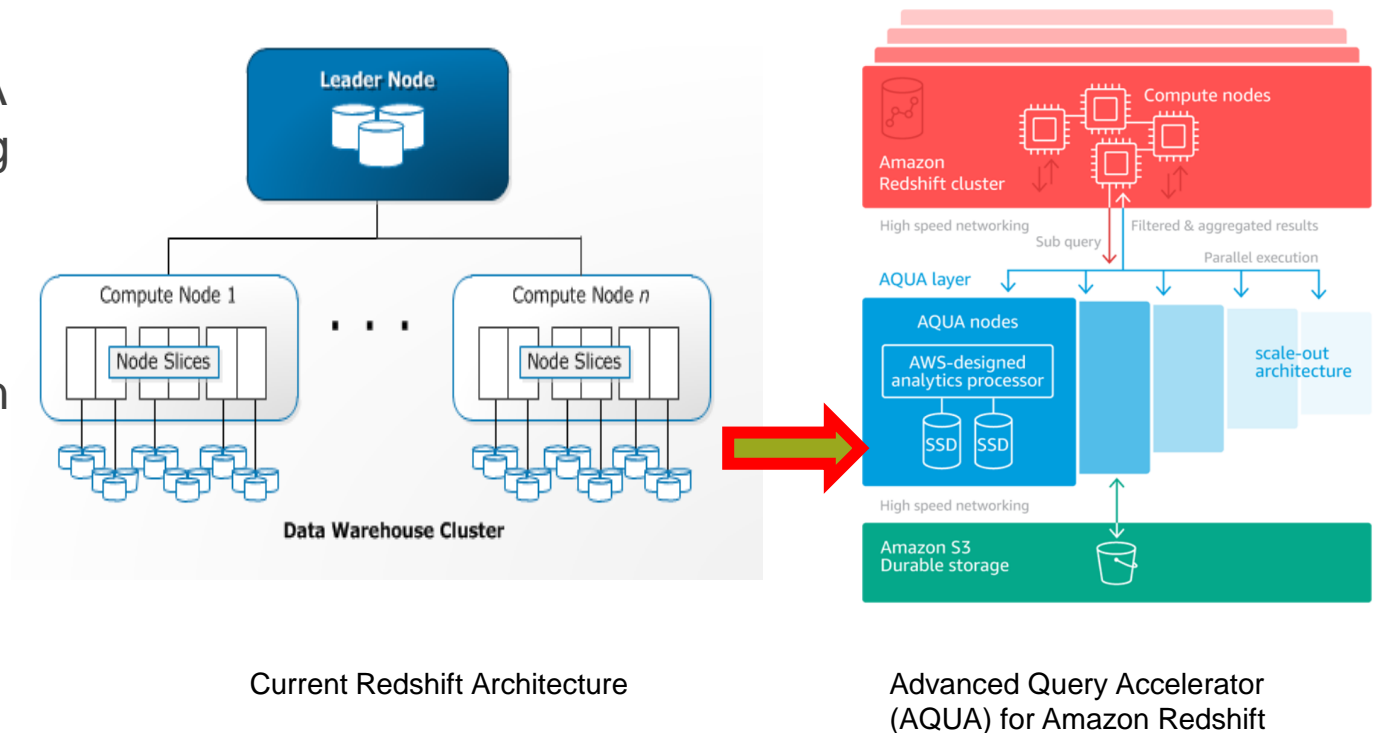 A
g
n
Leader Node
Compute Node 1
Node Slices
. . .
Compute Node n
Node Slices
Data Warehouse Cluster
Current Redshift Architecture
Compute nodes
Amazon
Redshift cluster
High speed networking
Sub query
Filtered & aggregated results
Parallel execution
AQUA layer
AQUA nodes
AWS-designed
analytics processor
SSD
SSD
scale-out
architecture
High speed networking
Amazon S3
Durable storage
Advanced Query Accelerator
(AQUA) for Amazon Redshift